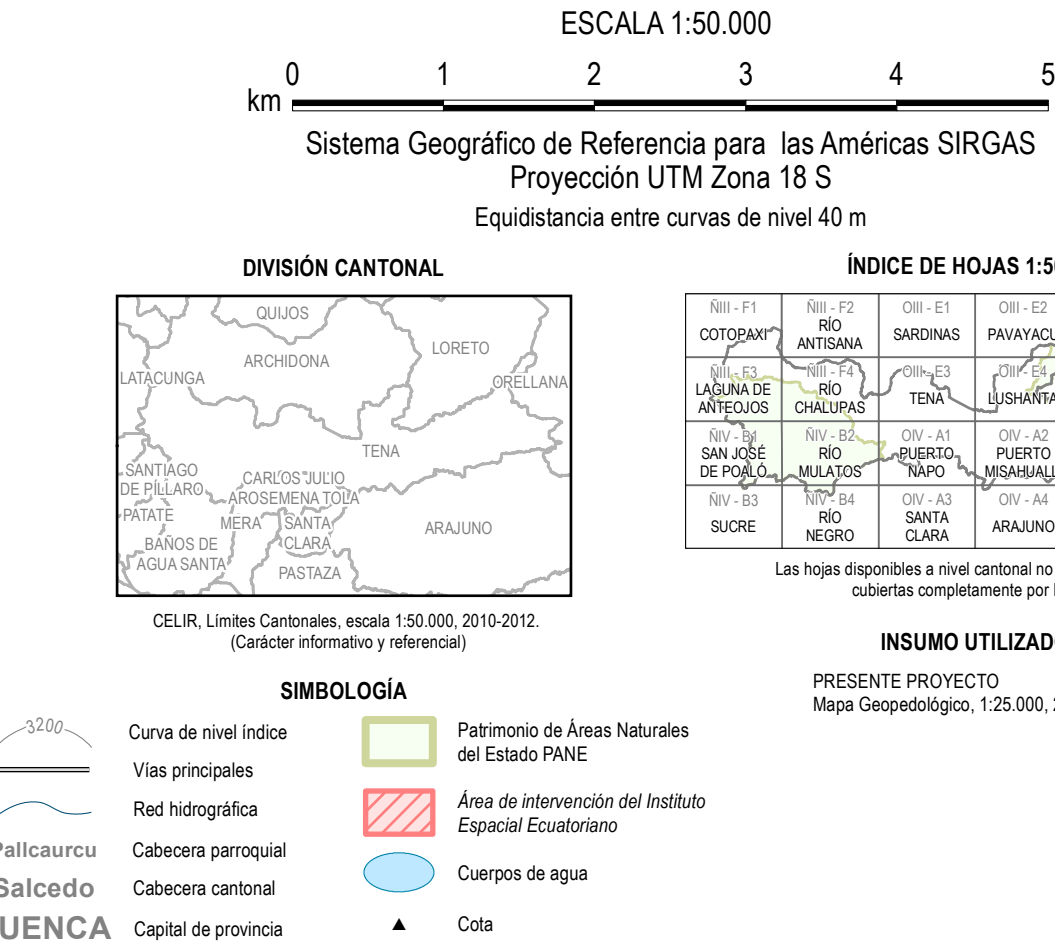 ESCALA 1:50.000
0 1 2 3 4 5
km
Sistema Geográfico de Referencia para las Américas SIRGAS
Proyección UTM Zona 18 S
Equidistancia entre curvas de nivel 40 m
DIVISIÓN CANTONAL
QUIJOS
LORETO
ARCHIDONA
LATACUNGA
ORELLANA
TENA
SANTIAGO
DE PÍLLARO
CARLOS JULIO
AROSEMENA TOLA
PATATE
MERA
SANTA
CLARA
ARAJUNO
BAÑOS DE
AGUA SANTA
PASTAZA
CELIR, Límites Cantonales, escala 1:50.000, 2010-2012.
(Carácter informativo y referencial)
ÍNDICE DE HOJAS 1:5
ÑIII - F1
COTOPAXI
ÑIII - F2
RÍO
ANTISANA
OIII - E1
SARDINAS
OIII - E2
PAVAYACU
ÑIII - F3
LAGUNA DE
ANTEOJOS
ÑIII - F4
RÍO
CHALUPAS
OIII - E3
TENA
OIII - E4
LUSHANTA
ÑIV - B1
SAN JOSÉ
DE POALÓ
ÑIV - B2
RÍO
MULATOS
OIV - A1
PUERTO
NAPO
OIV - A2
PUERTO
MISAHUALL
ÑIV - B3
SUCRE
ÑIV - B4
RÍO
NEGRO
OIV - A3
SANTA
CLARA
OIV - A4
ARAJUNO
Las hojas disponibles a nivel cantonal no
cubiertas completamente por
INSUMO UTILIZAD
PRESENTE PROYECTO
Mapa Geopedológico, 1:25.000,
SIMBOLOGÍA
3200
Curva de nivel índice
Vías principales
Red hidrográfica
Pallcaurcu Cabecera parroquial
Salcedo Cabecera cantonal
UENCA Capital de provincia
Patrimonio de Áreas Naturales
del Estado PANE
Área de intervención del Instituto
Espacial Ecuatoriano
Cuerpos de agua
Cota